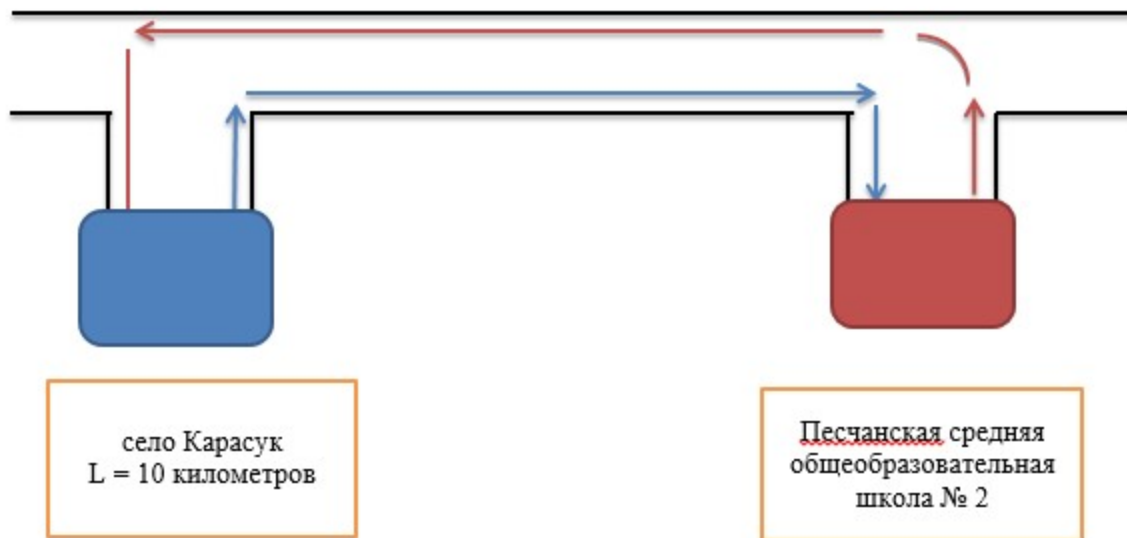 село Карасук
L = 10 километров
Песчанская средняя
общеобразовательная
школа № 2